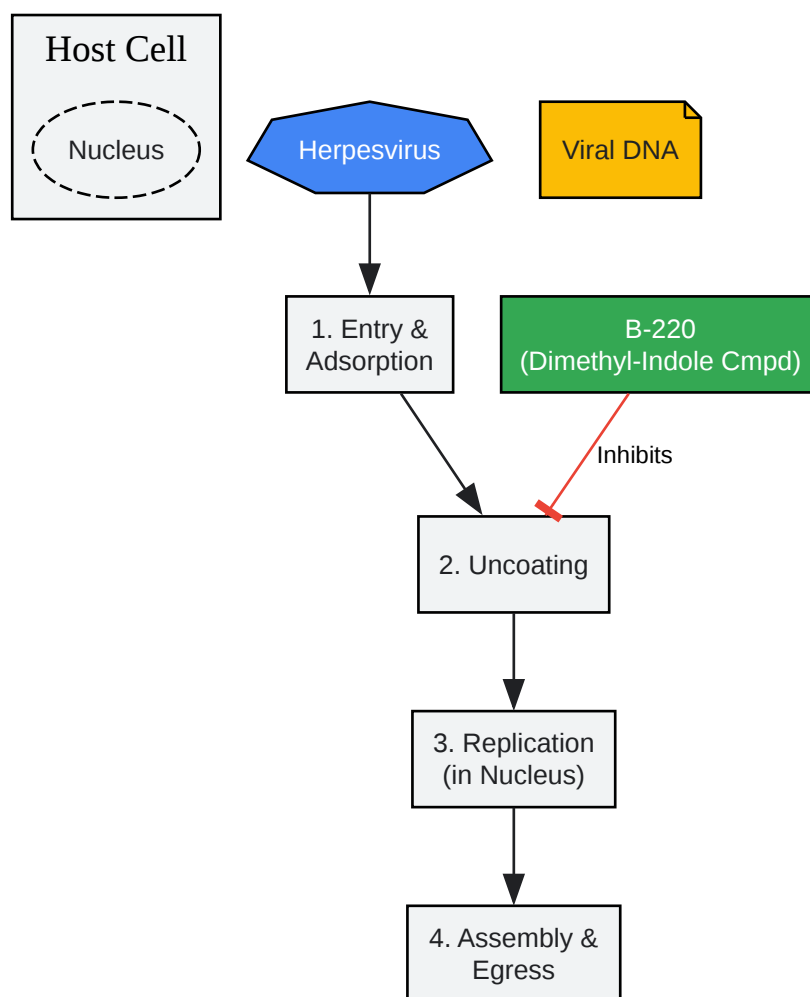 Host Cell
Nucleus
Herpesvirus
Viral DNA
1. Entry &
Adsorption
B-220
(Dimethyl-Indole Cmpd)
Inhibits
2. Uncoating
3. Replication
(in Nucleus)
4. Assembly &
Egress